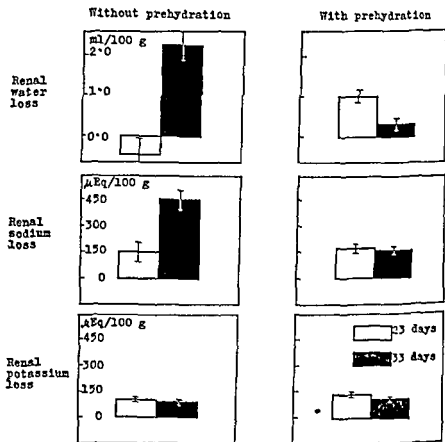 Without prehydration
With prehydration
ml/100 g
2·0
1·0
0·0
Renal
water
loss
μEq/100 g
450
300
150
0
Renal
sodium
loss
μEq/100 g
450
300
150
0
Renal
potassium
loss
23 days
33 days